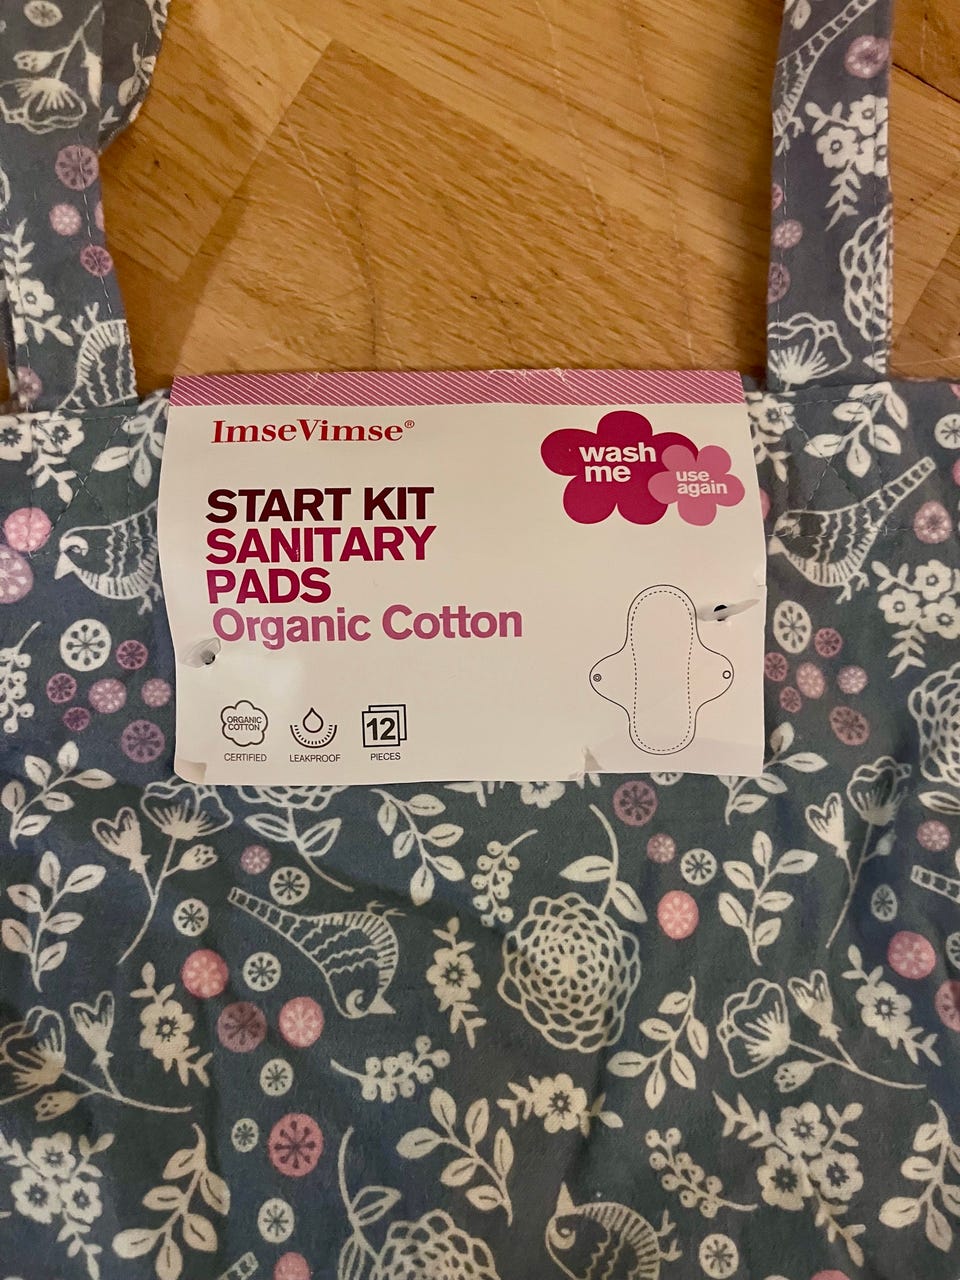 ImseVimse®
wash
me
use
again
START KIT
SANITARY
PADS
Organic Cotton
ORGANIC
COTTON
12
CERTIFIED
LEAKPROOF
PIECES